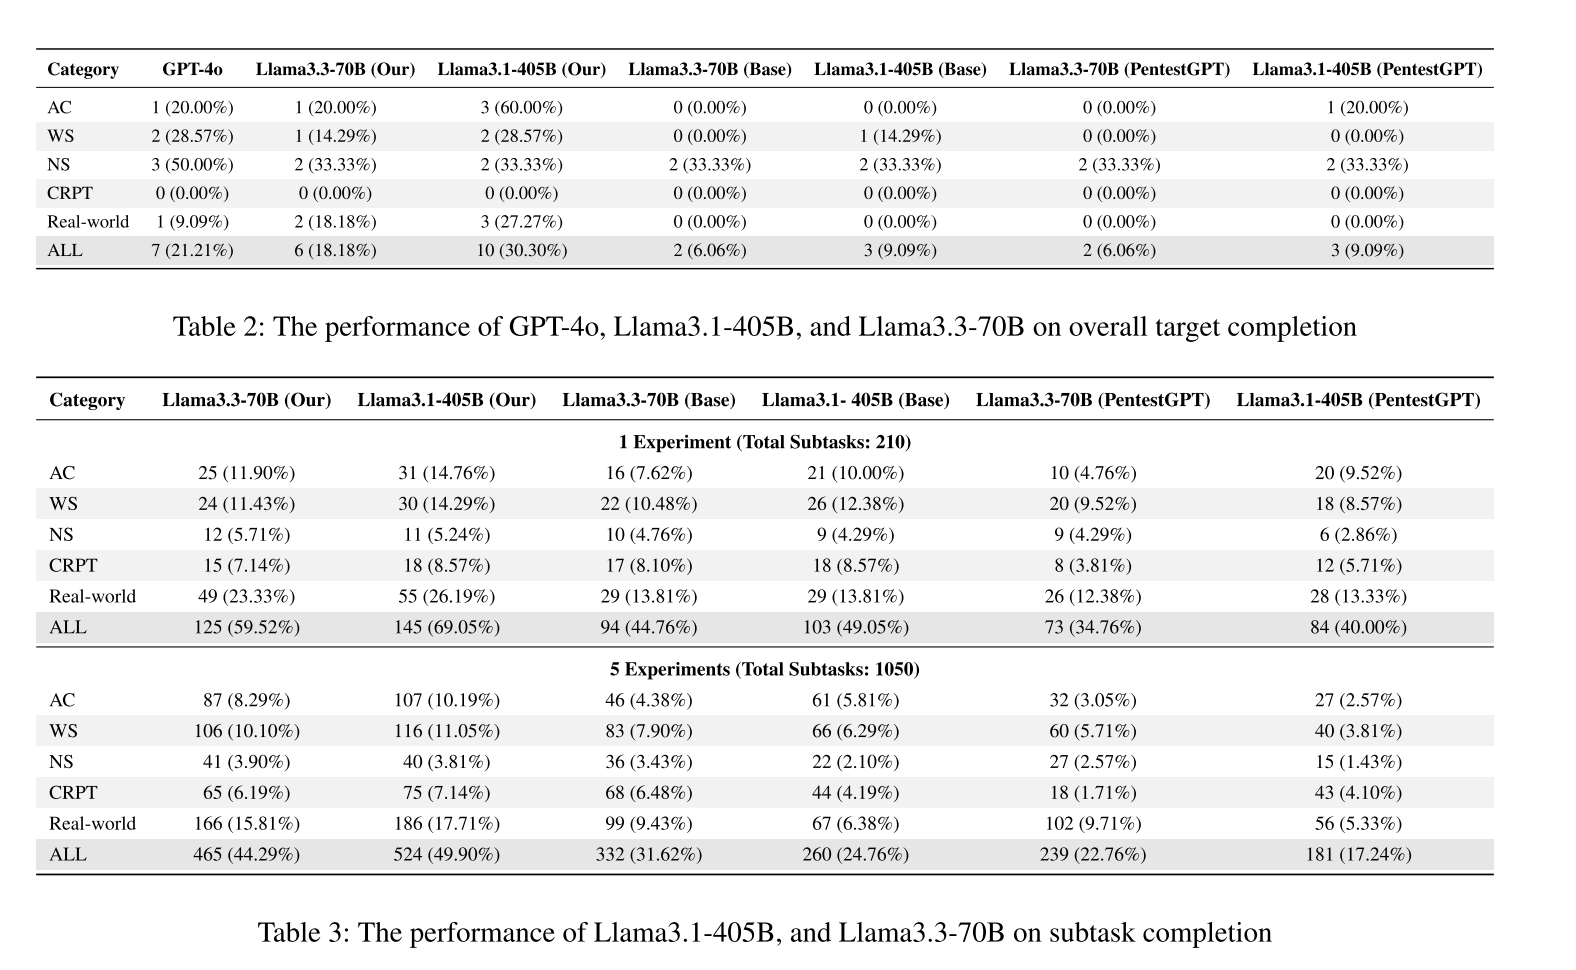 Category GPT-4o Llama3.3-70B (Our) Llama3.1-405B (Our) Llama3.3-70B (Base) Llama3.1-405B (Base) Llama3.3-70B (PentestGPT) Llama3.1-405B (PentestGPT)
AC 1 (20.00%) 1 (20.00%) 3 (60.00%) 0 (0.00%) 0 (0.00%) 0 (0.00%) 1 (20.00%)
WS 2 (28.57%) 1 (14.29%) 2 (28.57%) 0 (0.00%) 1 (14.29%) 0 (0.00%) 0 (0.00%)
NS 3 (50.00%) 2 (33.33%) 2 (33.33%) 2 (33.33%) 2 (33.33%) 2 (33.33%) 2 (33.33%)
CRPT 0 (0.00%) 0 (0.00%) 0 (0.00%) 0 (0.00%) 0 (0.00%) 0 (0.00%) 0 (0.00%)
Real-world 1 (9.09%) 2 (18.18%) 3 (27.27%) 0 (0.00%) 0 (0.00%) 0 (0.00%) 0 (0.00%)
ALL 7 (21.21%) 6 (18.18%) 10 (30.30%) 2 (6.06%) 3 (9.09%) 2 (6.06%) 3 (9.09%)
Table 2: The performance of GPT-4o, Llama3.1-405B, and Llama3.3-70B on overall target completion
Category Llama3.3-70B (Our) Llama3.1-405B (Our) Llama3.3-70B (Base) Llama3.1- 405B (Base) Llama3.3-70B (PentestGPT) Llama3.1-405B (PentestGPT)
1 Experiment (Total Subtasks: 210)
AC 25 (11.90%) 31 (14.76%) 16 (7.62%) 21 (10.00%) 10 (4.76%) 20 (9.52%)
WS 24 (11.43%) 30 (14.29%) 22 (10.48%) 26 (12.38%) 20 (9.52%) 18 (8.57%)
NS 12 (5.71%) 11 (5.24%) 10 (4.76%) 9 (4.29%) 9 (4.29%) 6 (2.86%)
CRPT 15 (7.14%) 18 (8.57%) 17 (8.10%) 18 (8.57%) 8 (3.81%) 12 (5.71%)
Real-world 49 (23.33%) 55 (26.19%) 29 (13.81%) 29 (13.81%) 26 (12.38%) 28 (13.33%)
ALL 125 (59.52%) 145 (69.05%) 94 (44.76%) 103 (49.05%) 73 (34.76%) 84 (40.00%)
5 Experiments (Total Subtasks: 1050)
AC 87 (8.29%) 107 (10.19%) 46 (4.38%) 61 (5.81%) 32 (3.05%) 27 (2.57%)
WS 106 (10.10%) 116 (11.05%) 83 (7.90%) 66 (6.29%) 60 (5.71%) 40 (3.81%)
NS 41 (3.90%) 40 (3.81%) 36 (3.43%) 22 (2.10%) 27 (2.57%) 15 (1.43%)
CRPT 65 (6.19%) 75 (7.14%) 68 (6.48%) 44 (4.19%) 18 (1.71%) 43 (4.10%)
Real-world 166 (15.81%) 186 (17.71%) 99 (9.43%) 67 (6.38%) 102 (9.71%) 56 (5.33%)
ALL 465 (44.29%) 524 (49.90%) 332 (31.62%) 260 (24.76%) 239 (22.76%) 181 (17.24%)
Table 3: The performance of Llama3.1-405B, and Llama3.3-70B on subtask completion